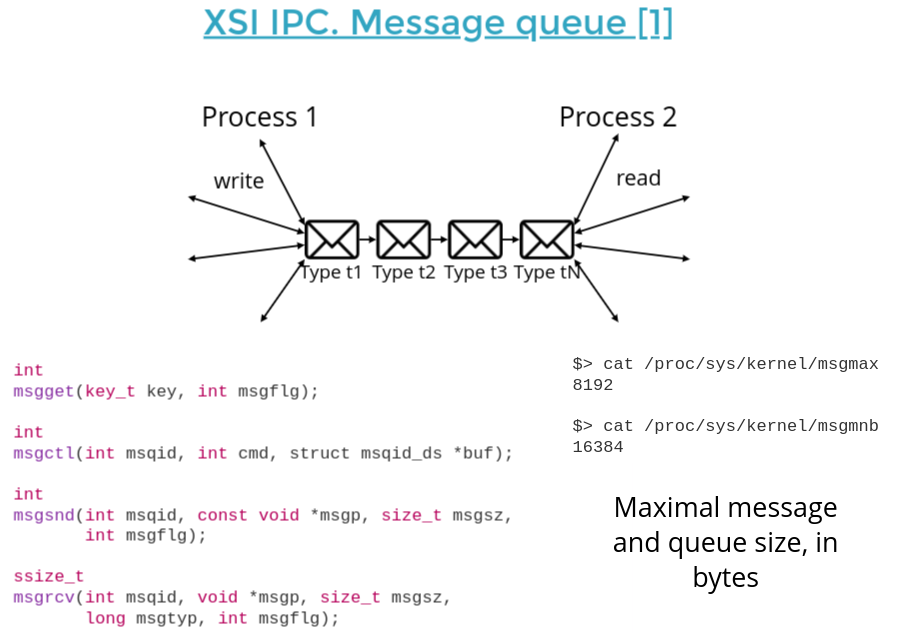 XSI IPC. Message queue [1]
Process 1
Process 2
write
read
Type t1 Type t2 Type t3 Type tN
int
msgget(key_t key, int msgflg);
int
msgctl(int msqid, int cmd, struct msqid_ds *buf);
int
msgsnd(int msqid, const void *msgp, size_t msgsz,
int msgflg);
ssize_t
msgrcv(int msqid, void *msgp, size_t msgsz,
long msgtyp, int msgflg);
$> cat /proc/sys/kernel/msgmax
8192
$> cat /proc/sys/kernel/msgmnb
16384
Maximal message
and queue size, in
bytes